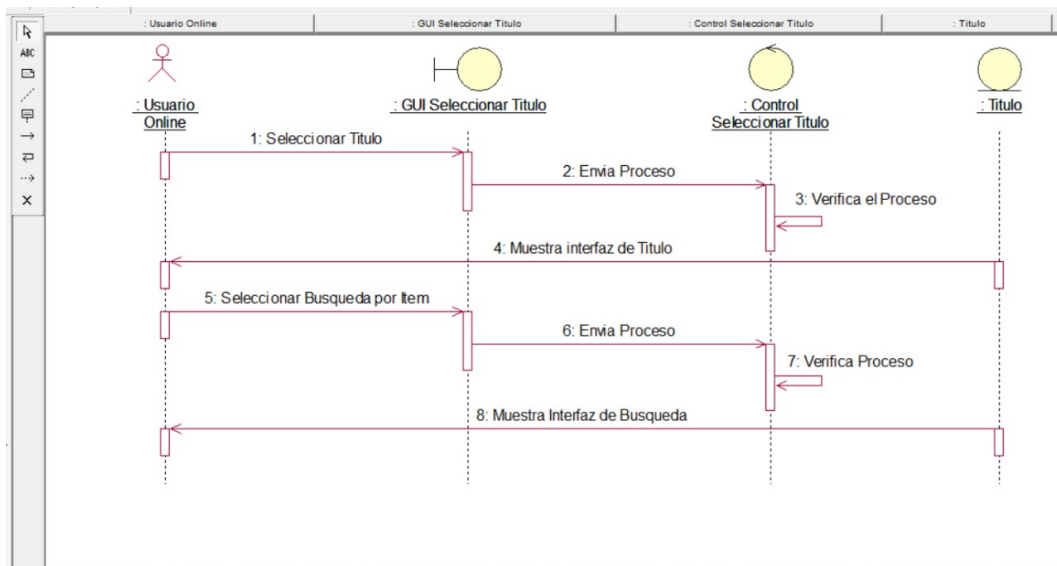 : Usuario Online
: GUI Seleccionar Titulo
: Control Seleccionar Titulo
: Titulo
ABC
: Usuario
Online
: GUI Seleccionar Titulo
: Control
Seleccionar Titulo
: Titulo
1: Seleccionar Titulo
2: Envia Proceso
3: Verifica el Proceso
4: Muestra interfaz de Titulo
5: Seleccionar Busqueda por Item
6: Envia Proceso
7: Verifica Proceso
8: Muestra Interfaz de Busqueda